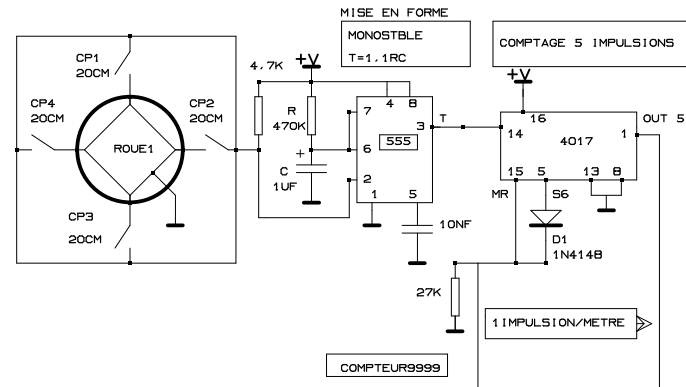 MISE EN FORME
MONOSTBLE
T=1,1RC
COMPTAGE 5 IMPULSIONS
CP1
20CM
4,7K
+V
+V
CP4
20CM
CP2
20CM
R
470K
7
4
8
3
T
16
14
OUT 5
1
4017
ROUE1
6
555
+
C
1UF
2
15
5
13
8
1
5
MR
S6
CP3
20CM
10NF
D1
1N4148
27K
1IMPULSION/METRE
COMPTEUR9999